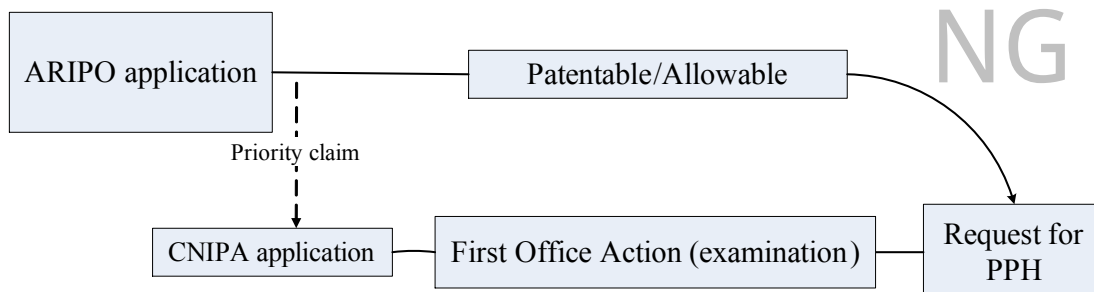 NG
ARIPO application
Patentable/Allowable
Priority claim
CNIPA application
First Office Action (examination)
Request for
PPH